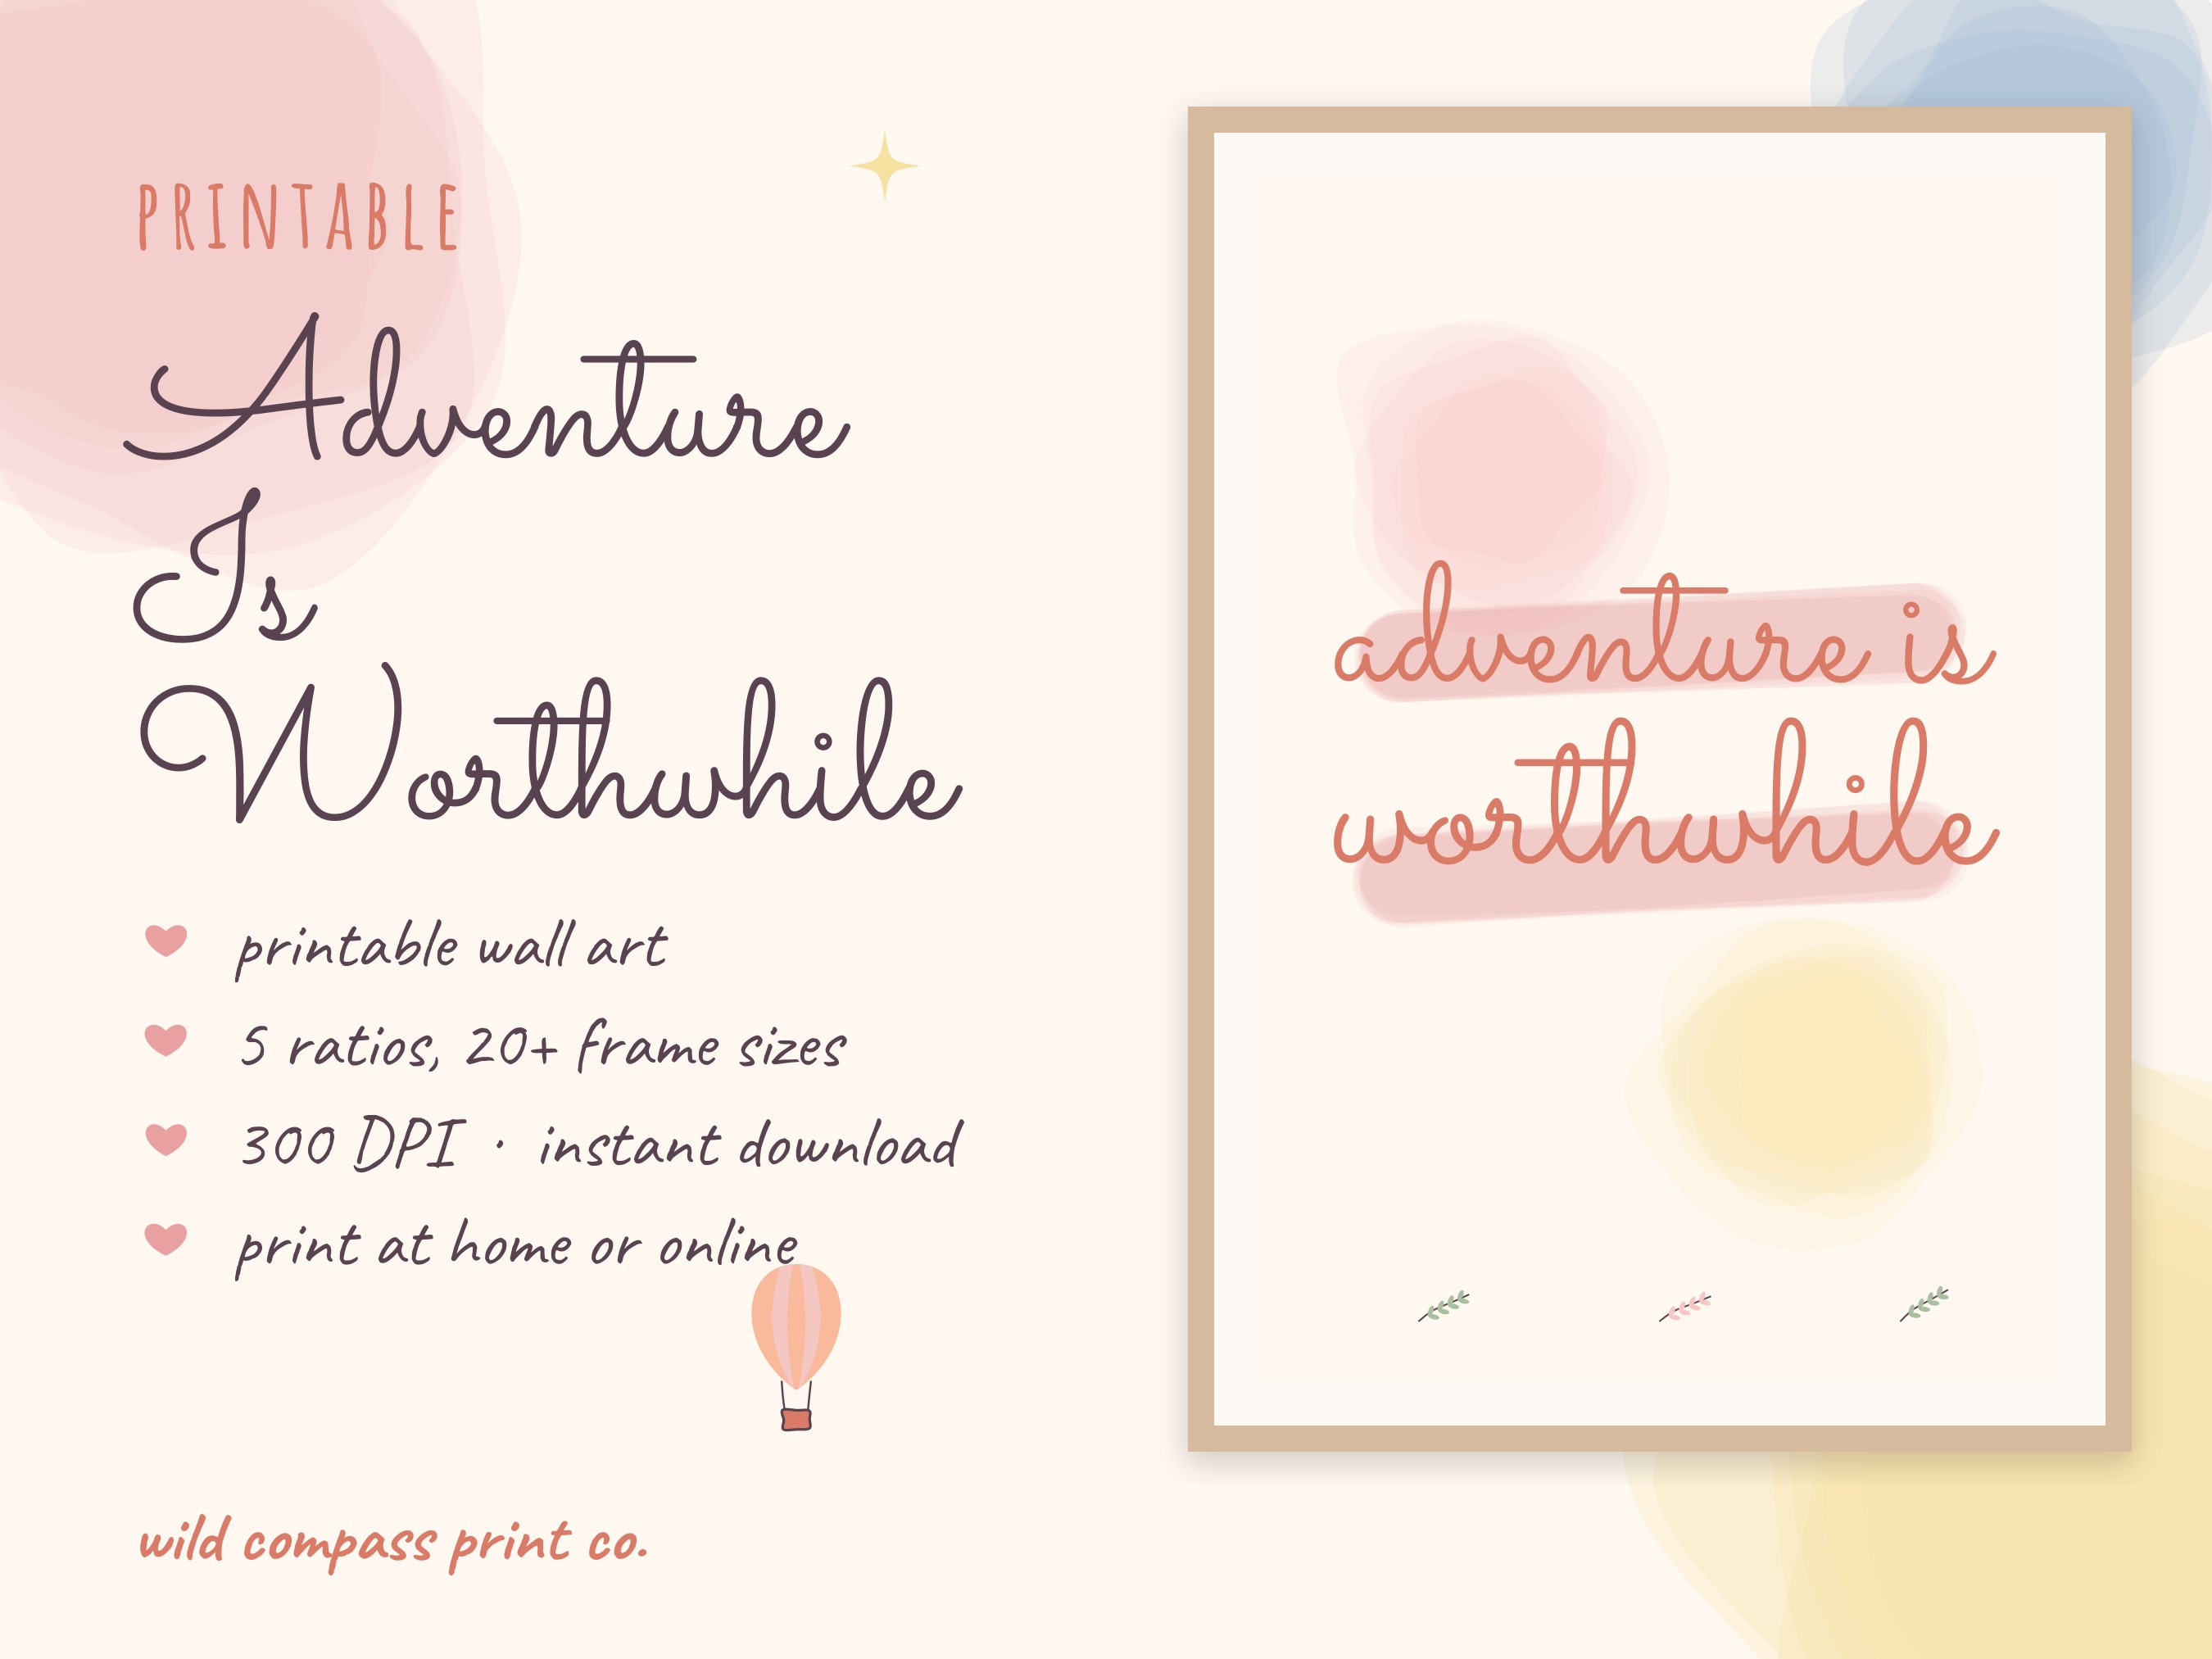 PRINTABLE
Adventure
Is
Worthwhile
printable wall art
5 ratios, 20+ frame sizes
300 DPI · instant download
print at home or online
wild compass print co.
adventure is
worthwhile